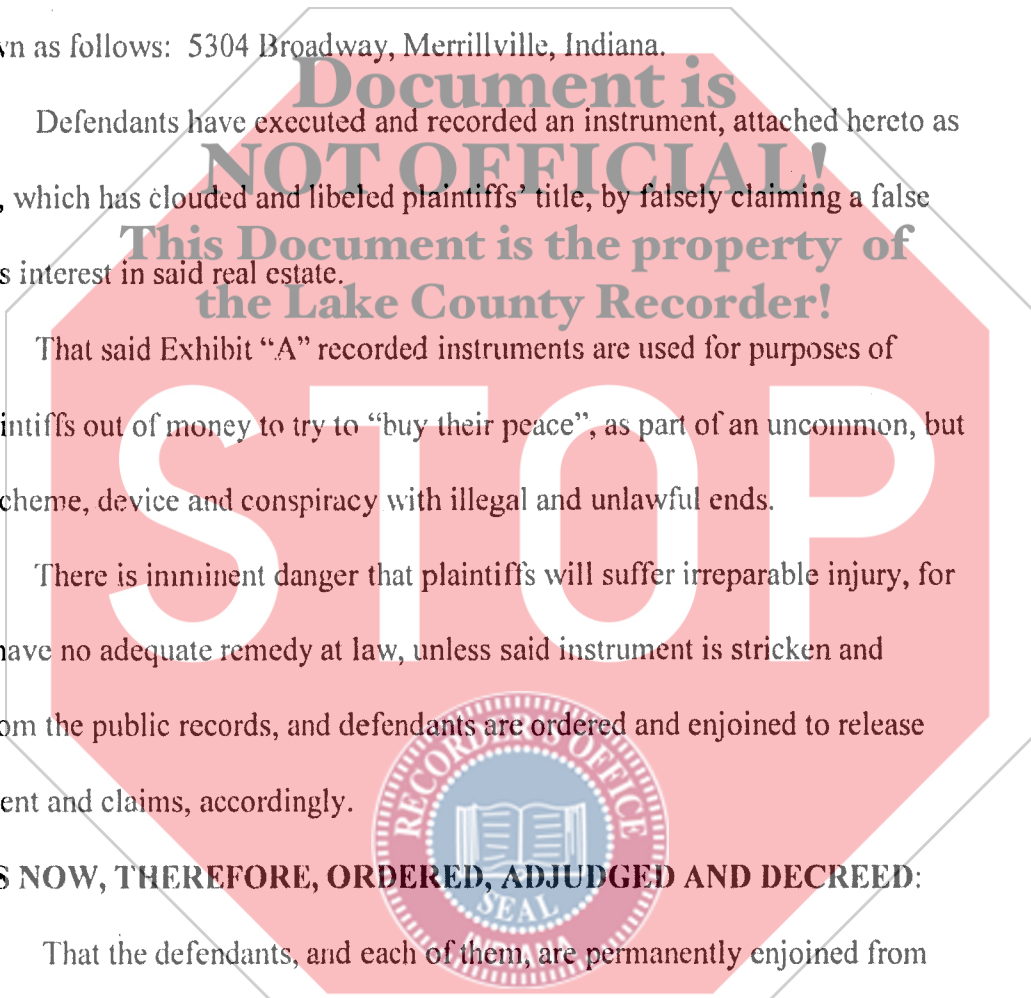 vn as follows: 5304 Broadway, Merrillville, Indiana.
Document is
Defendants have executed and recorded an instrument, attached hereto as
NOT OFFICIAL!
, which has clouded and libeled plaintiffs' title, by falsely claiming a false
This Document is the property of
s interest in said real estate.
the Lake County Recorder!
That said Exhibit "A" recorded instruments are used for purposes of
intiffs out of money to try to "buy their peace", as part of an uncommon, but
STOP
cheme, device and conspiracy with illegal and unlawful ends.
There is imminent danger that plaintiffs will suffer irreparable injury, for
have no adequate remedy at law, unless said instrument is stricken and
om the public records, and defendants are ordered and enjoined to release
RECORDER'S OFFICE
ent and claims, accordingly.
S NOW, THEREFORE, ORDERED, ADJUDGED AND DECREED:
SEAL
INDIANA
That the defendants, and each of them, are permanently enjoined from